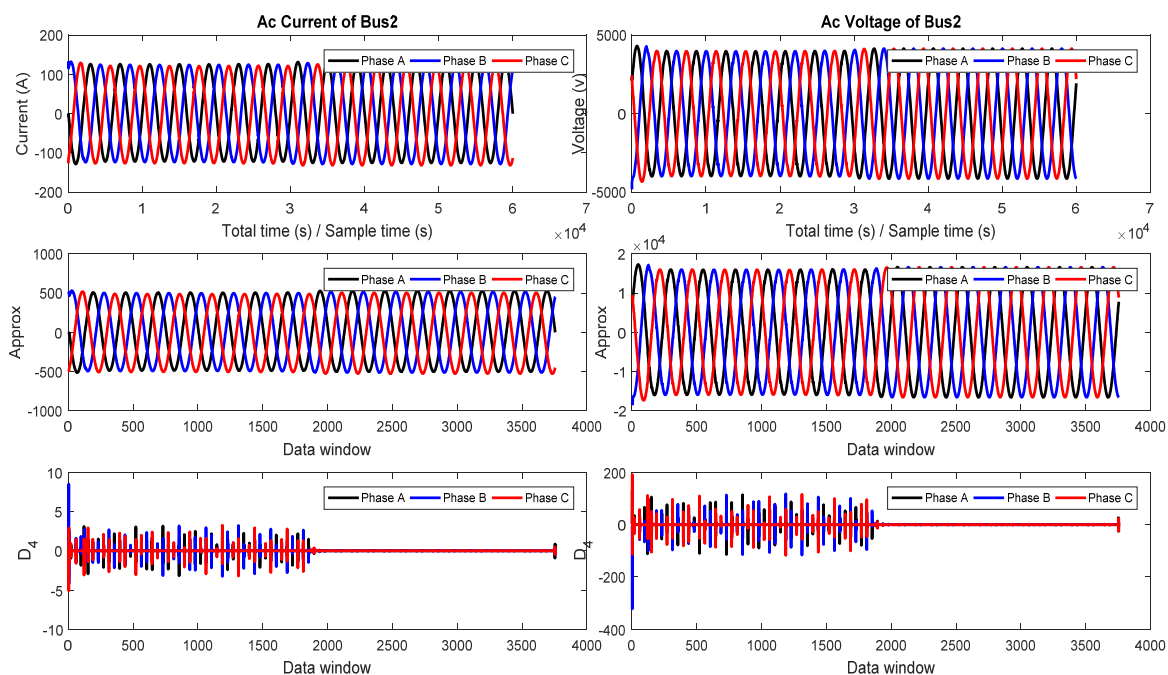 Ac Current of Bus2
200
100
0
-100
-200
Current (A)
Phase A Phase B Phase C
0 1 2 3 4 5 6 7
Total time (s) / Sample time (s)
×10^4
Ac Voltage of Bus2
5000
0
-5000
Voltage (v)
Phase A Phase B Phase C
0 1 2 3 4 5 6 7
Total time (s) / Sample time (s)
×10^4
1000
500
0
-500
-1000
Approx
Phase A Phase B Phase C
0 500 1000 1500 2000 2500 3000 3500 4000
Data window
×10^4
2
1
0
-1
-2
Approx
Phase A Phase B Phase C
0 500 1000 1500 2000 2500 3000 3500 4000
Data window
10
5
0
-5
-10
D_4
Phase A Phase B Phase C
0 500 1000 1500 2000 2500 3000 3500 4000
Data window
200
0
-200
-400
D_4
Phase A Phase B Phase C
0 500 1000 1500 2000 2500 3000 3500 4000
Data window